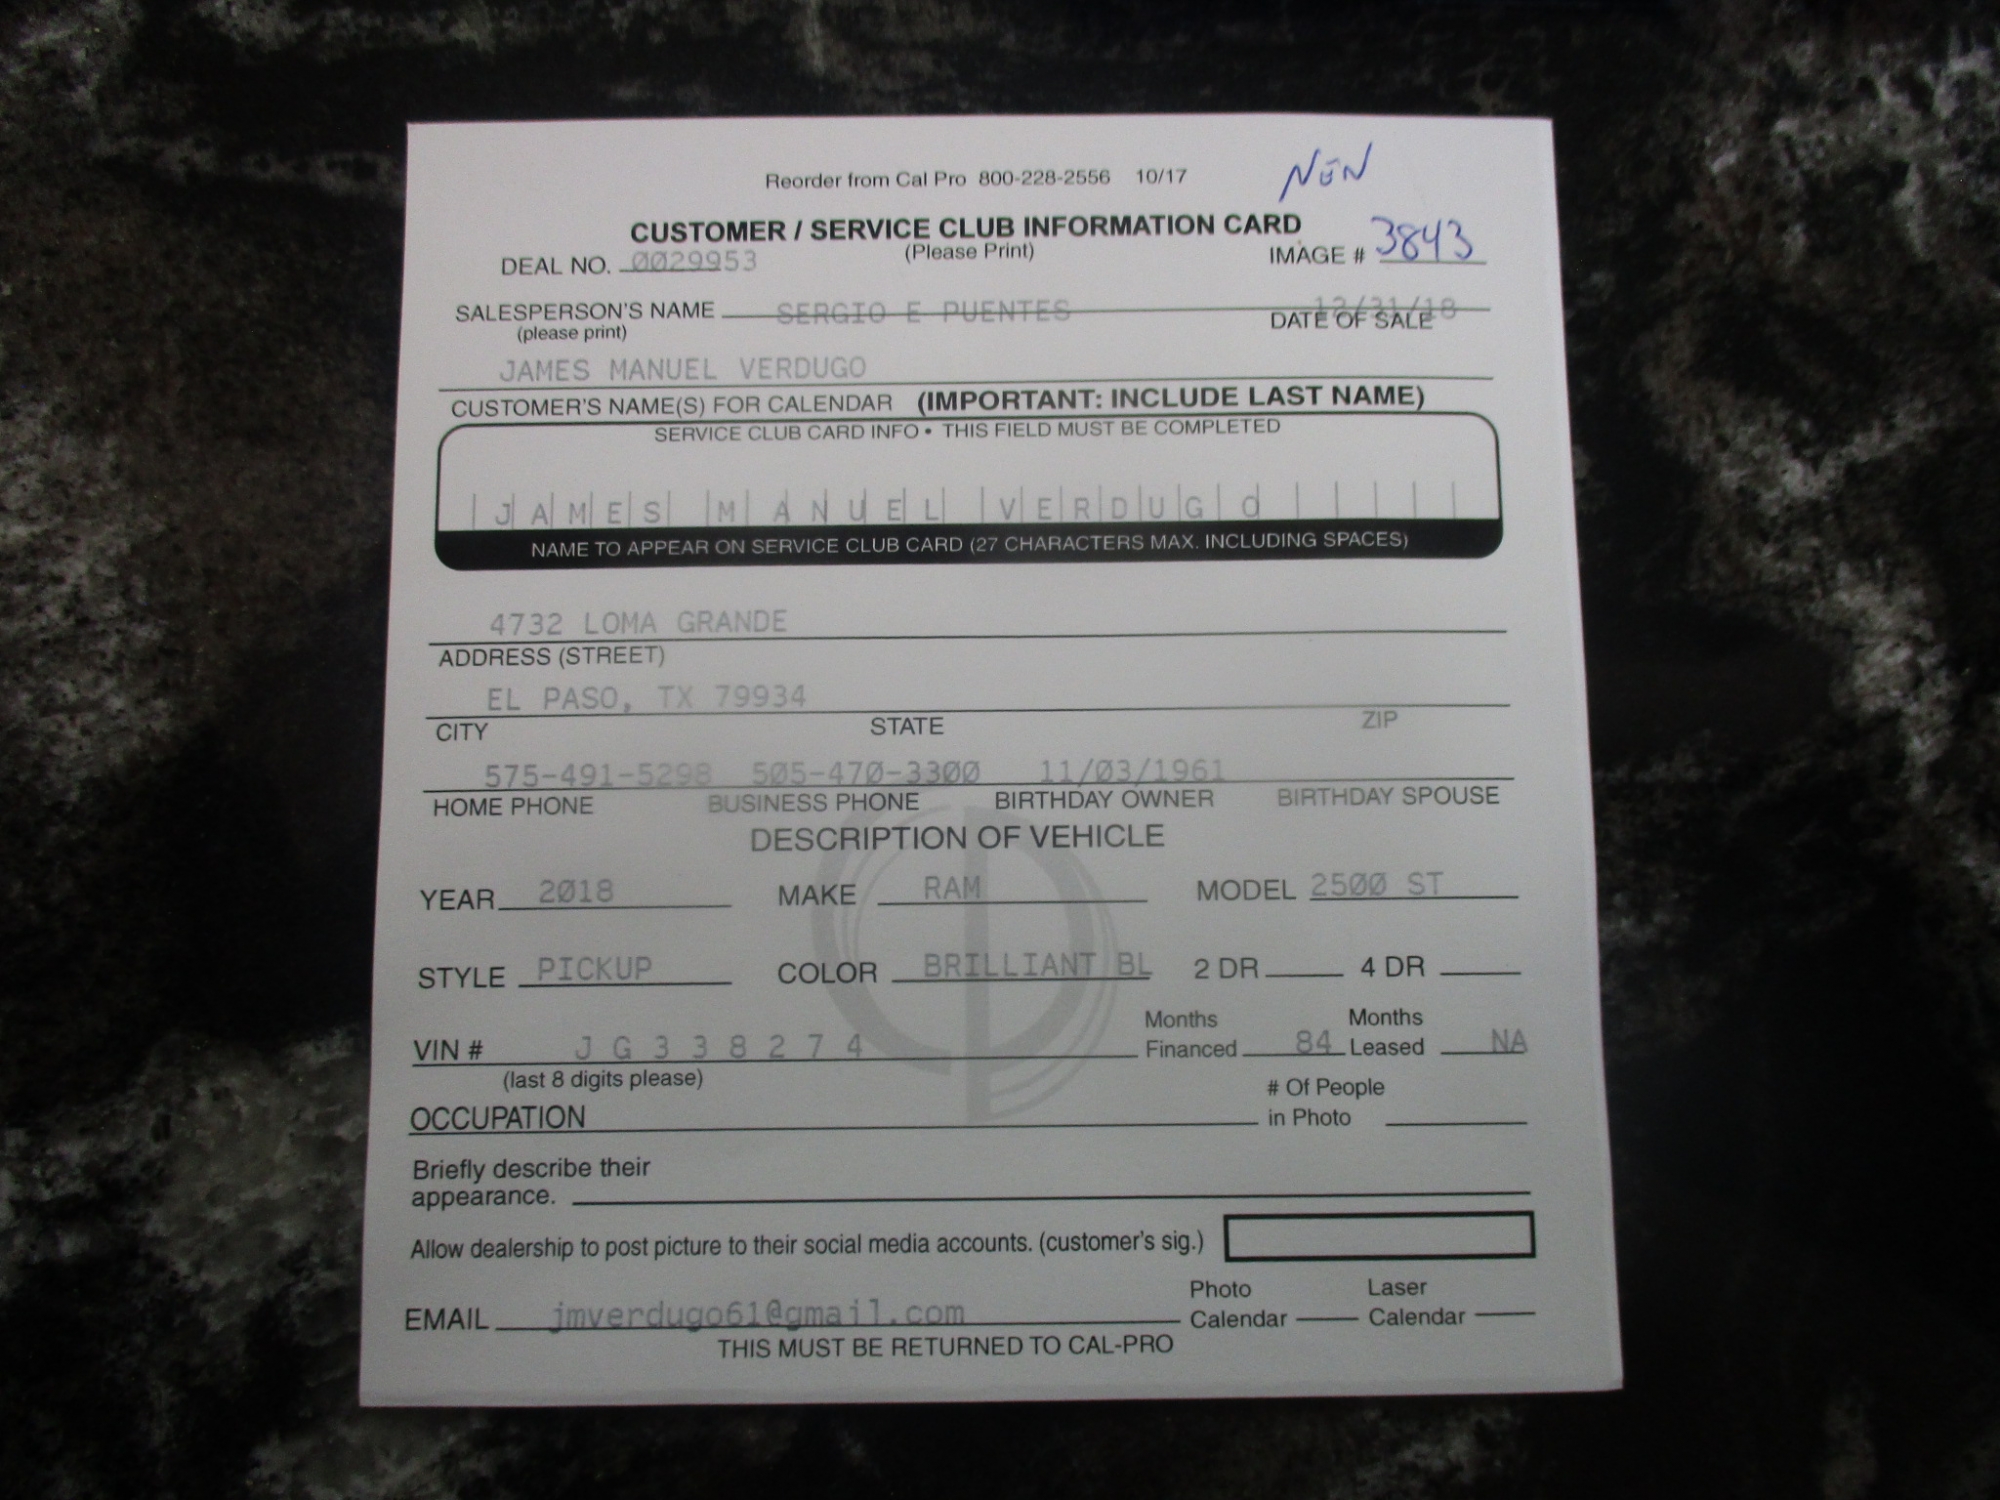 Reorder from Cal Pro 800-228-2556 10/17
NEN
CUSTOMER / SERVICE CLUB INFORMATION CARD
(Please Print)
DEAL NO. 0029953 IMAGE # 3843
SALESPERSON'S NAME SERGIO E PUENTES 12/31/18
(please print) DATE OF SALE
JAMES MANUEL VERDUGO
CUSTOMER'S NAME(S) FOR CALENDAR (IMPORTANT: INCLUDE LAST NAME)
SERVICE CLUB CARD INFO • THIS FIELD MUST BE COMPLETED
JAMES MANUEL VERDUGO
NAME TO APPEAR ON SERVICE CLUB CARD (27 CHARACTERS MAX. INCLUDING SPACES)
4732 LOMA GRANDE
ADDRESS (STREET)
EL PASO, TX 79934
CITY STATE ZIP
575-491-5298 505-470-3300 11/03/1961
HOME PHONE BUSINESS PHONE BIRTHDAY OWNER BIRTHDAY SPOUSE
DESCRIPTION OF VEHICLE
YEAR 2018 MAKE RAM MODEL 2500 ST
STYLE PICKUP COLOR BRILLIANT BL 2 DR 4 DR
VIN # J G 3 3 8 2 7 4 Months Financed 84 Months Leased NA
(last 8 digits please)
OCCUPATION # Of People in Photo
Briefly describe their
appearance.
Allow dealership to post picture to their social media accounts. (customer's sig.)
EMAIL jmverdugo61@gmail.com Photo Calendar Laser Calendar
THIS MUST BE RETURNED TO CAL-PRO